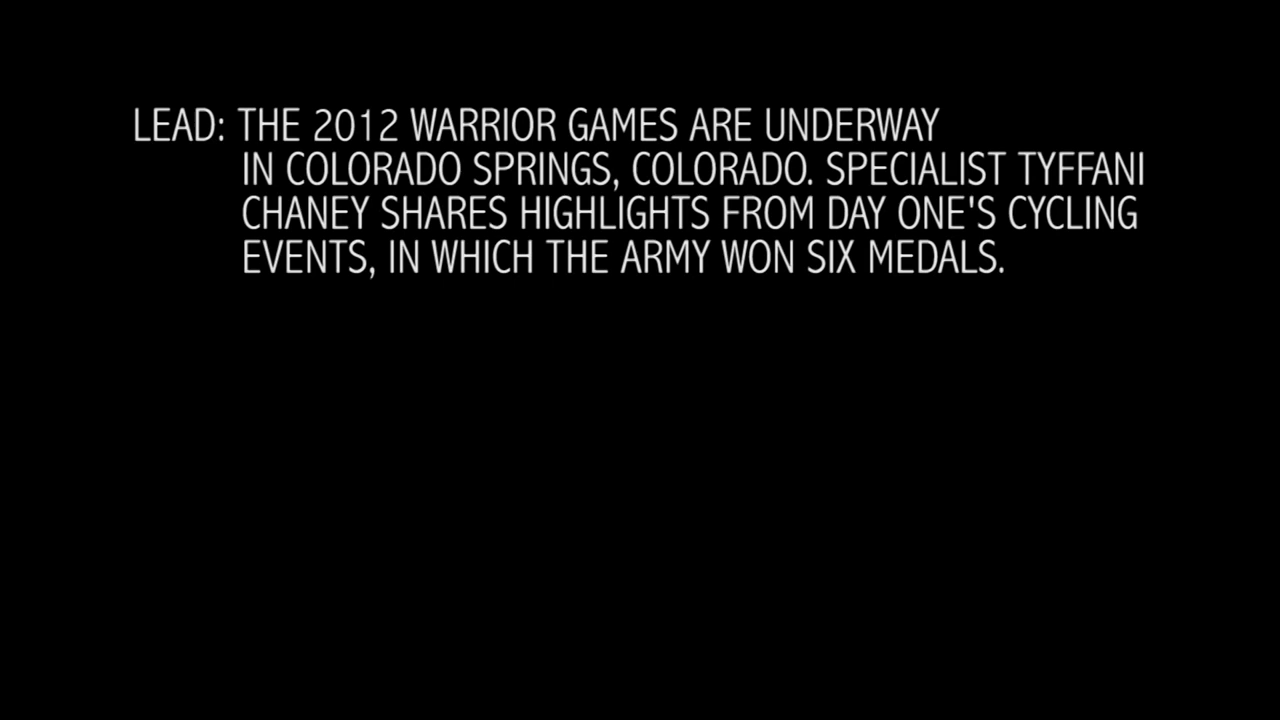 LEAD: THE 2012 WARRIOR GAMES ARE UNDERWAY
IN COLORADO SPRINGS, COLORADO. SPECIALIST TYFFANI
CHANEY SHARES HIGHLIGHTS FROM DAY ONE'S CYCLING
EVENTS, IN WHICH THE ARMY WON SIX MEDALS.